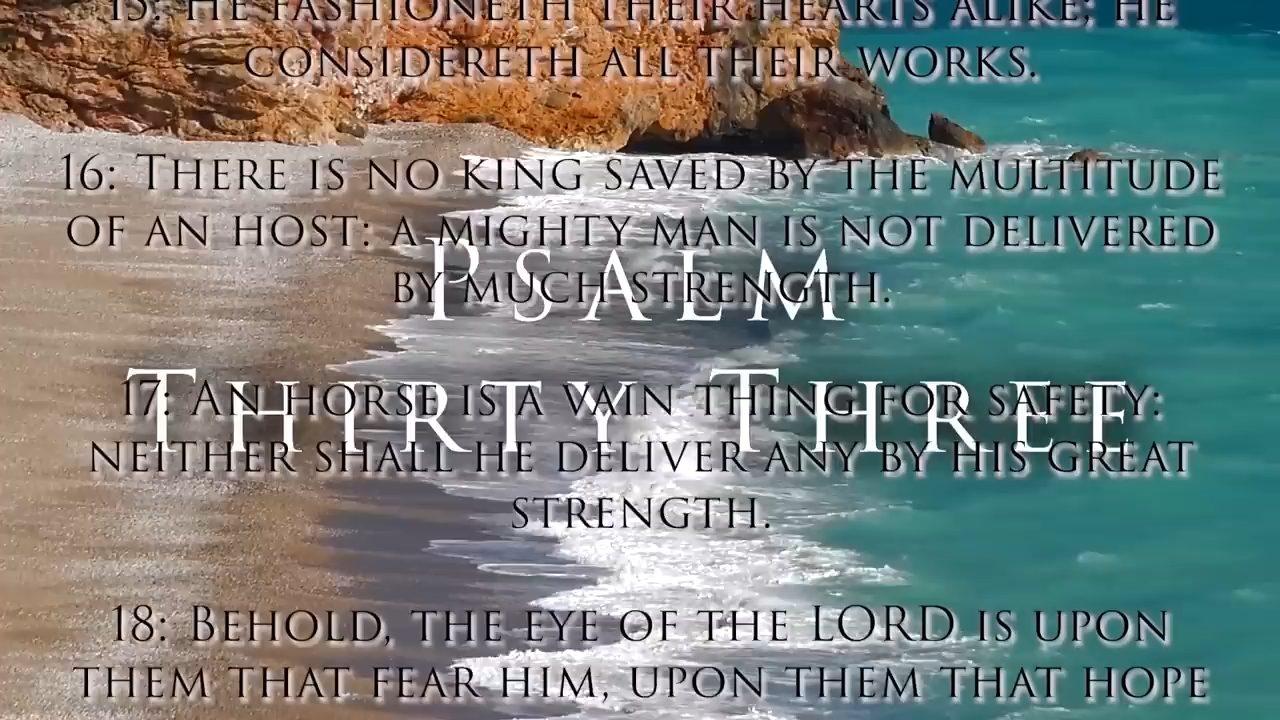 15: He fashioneth their hearts alike; he
considereth all their works.
16: There is no king saved by the multitude
of an host: a mighty man is not delivered
by much strength.
Psalm
Thirty Three
17: An horse is a vain thing for safety:
neither shall he deliver any by his great
strength.
18: Behold, the eye of the LORD is upon
them that fear him, upon them that hope